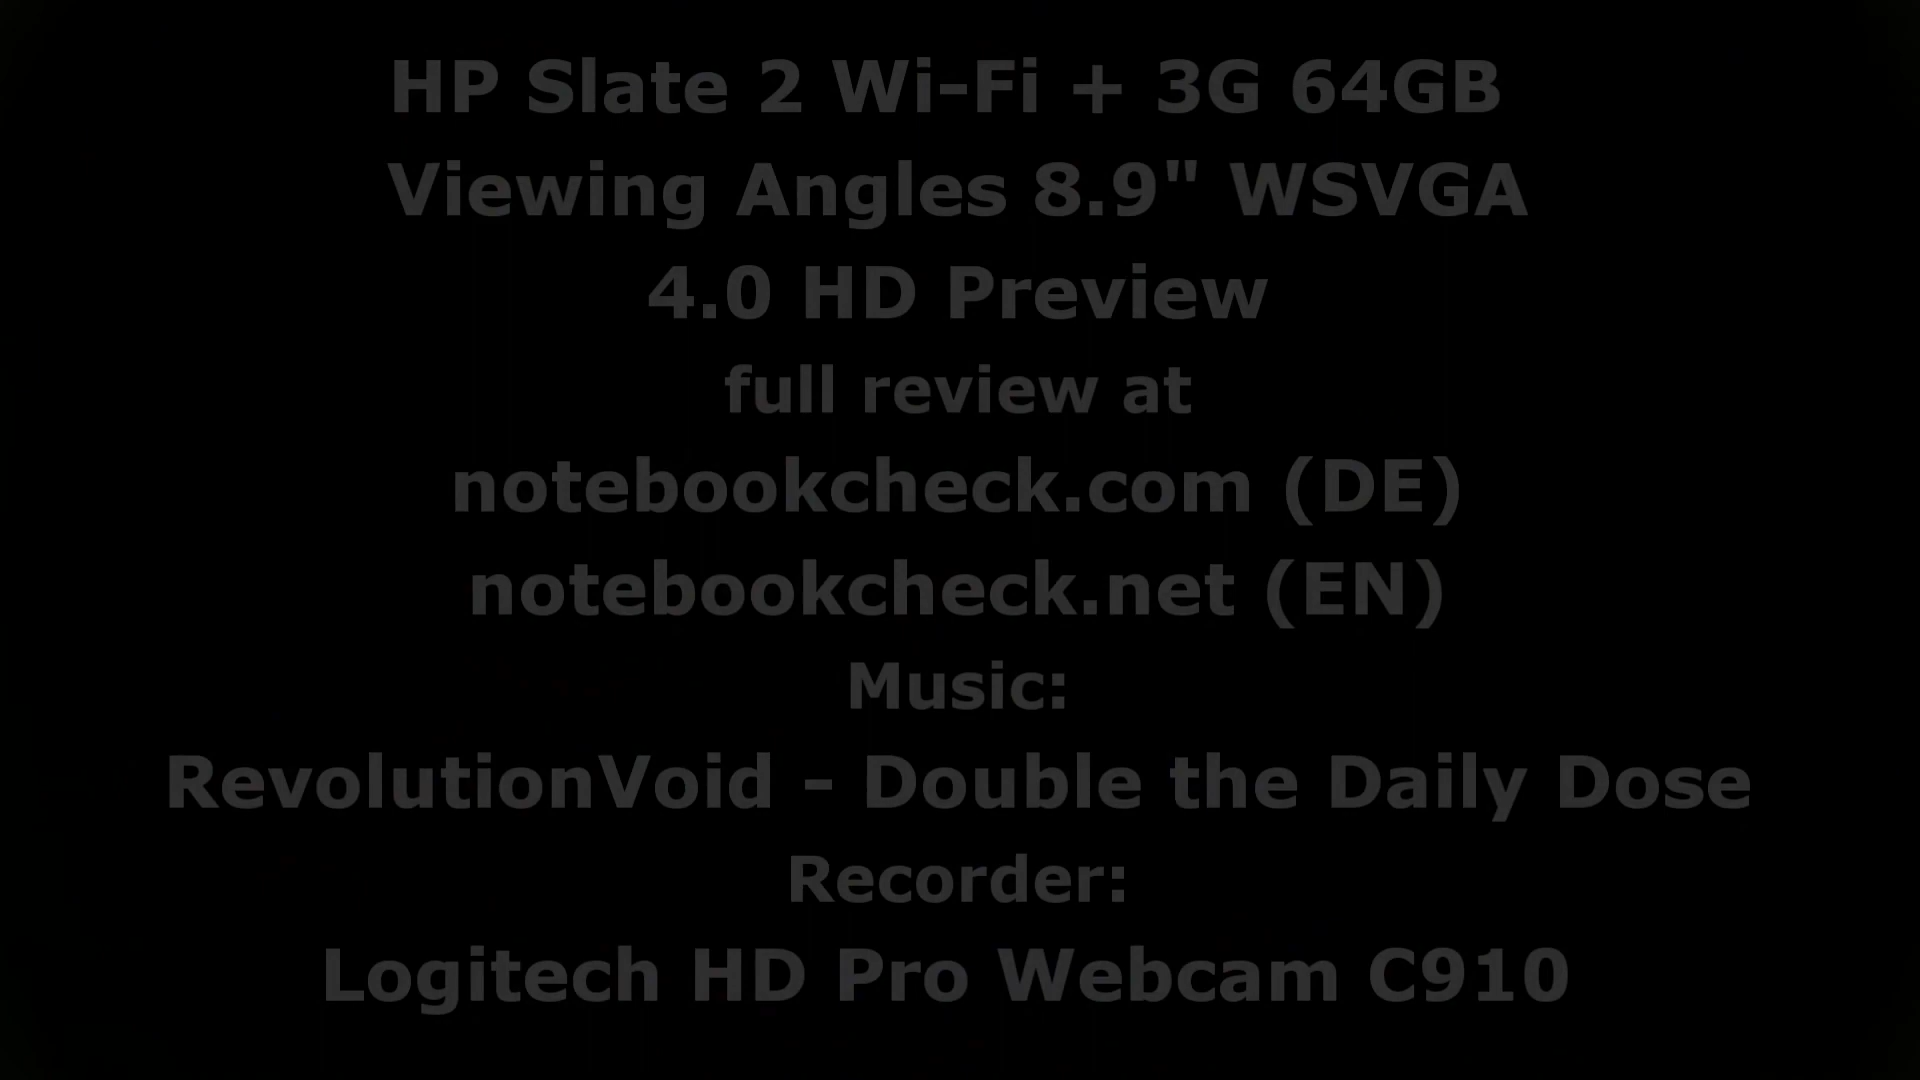 HP Slate 2 Wi-Fi + 3G 64GB
Viewing Angles 8.9" WSVGA
4.0 HD Preview
full review at
notebookcheck.com (DE)
notebookcheck.net (EN)
Music:
RevolutionVoid - Double the Daily Dose
Recorder:
Logitech HD Pro Webcam C910